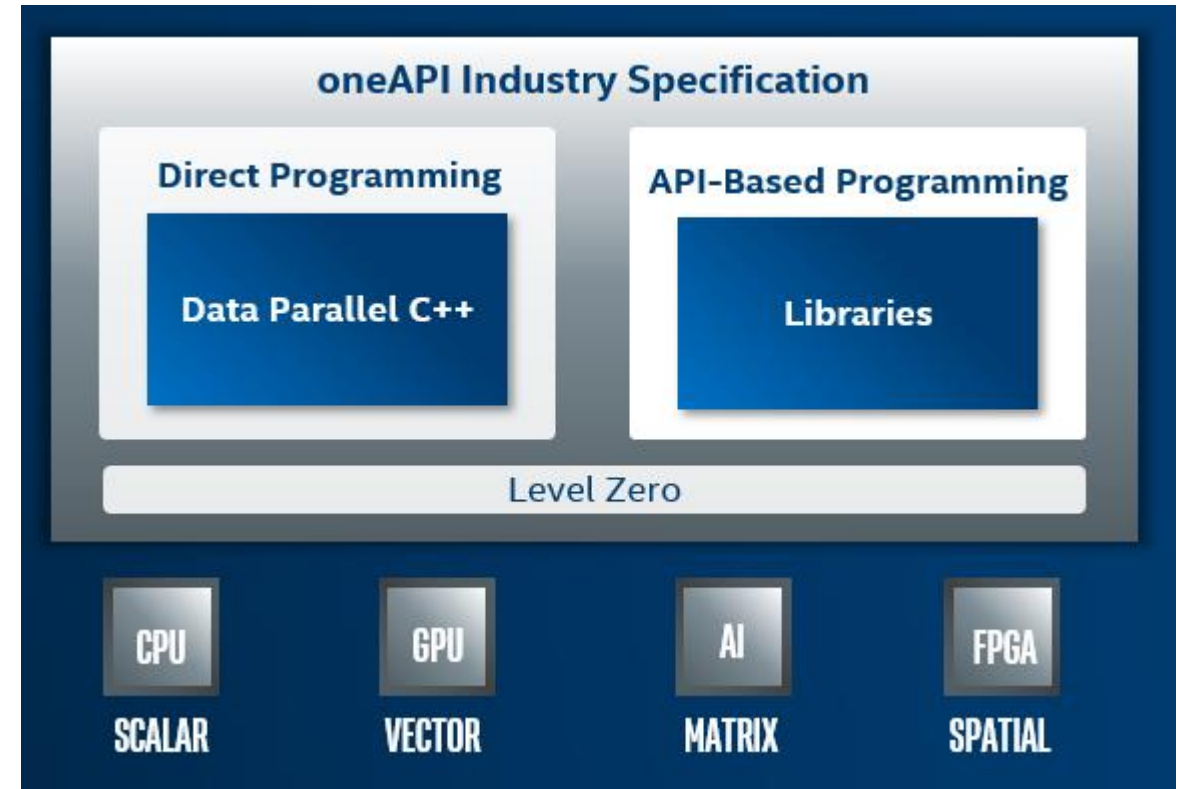 oneAPI Industry Specification
Direct Programming
API-Based Programming
Data Parallel C++
Libraries
Level Zero
CPU
GPU
AI
FPGA
SCALAR
VECTOR
MATRIX
SPATIAL